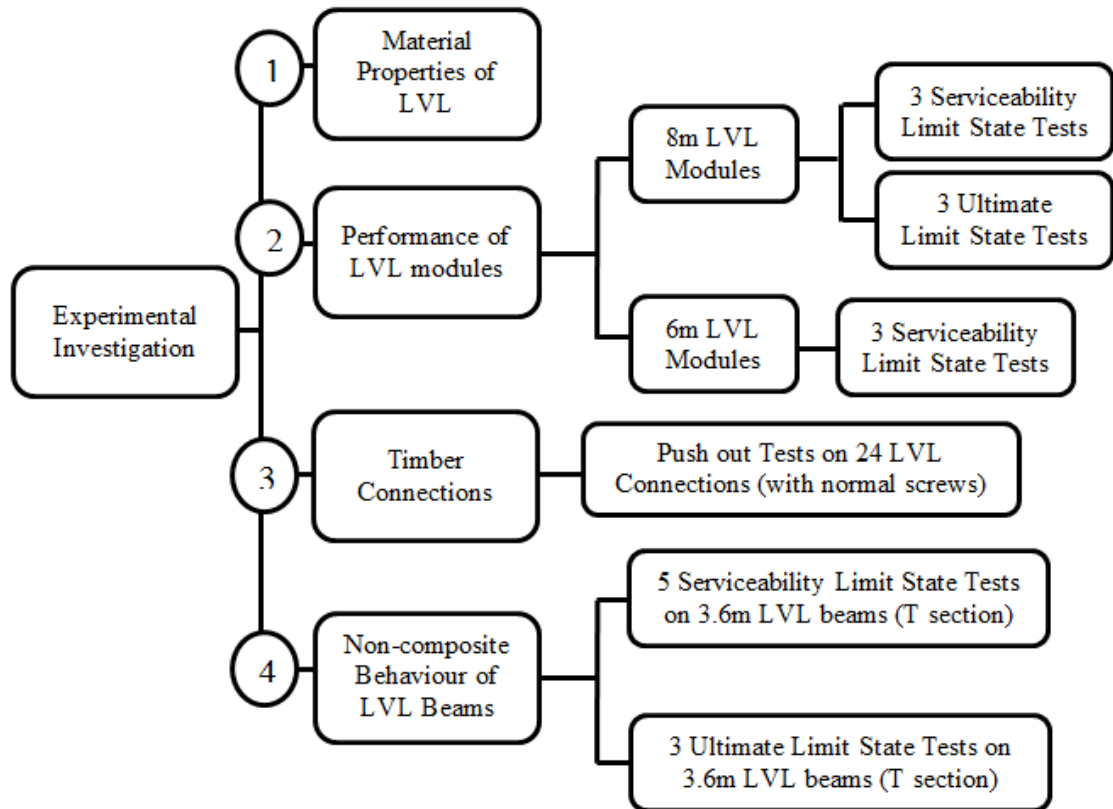 Experimental
Investigation
1
Material
Properties of
LVL
2
Performance of
LVL modules
8m LVL
Modules
3 Serviceability
Limit State Tests
3 Ultimate
Limit State Tests
6m LVL
Modules
3 Serviceability
Limit State Tests
3
Timber
Connections
Push out Tests on 24 LVL
Connections (with normal screws)
4
Non-composite
Behaviour of
LVL Beams
5 Serviceability Limit State Tests
on 3.6m LVL beams (T section)
3 Ultimate Limit State Tests on
3.6m LVL beams (T section)